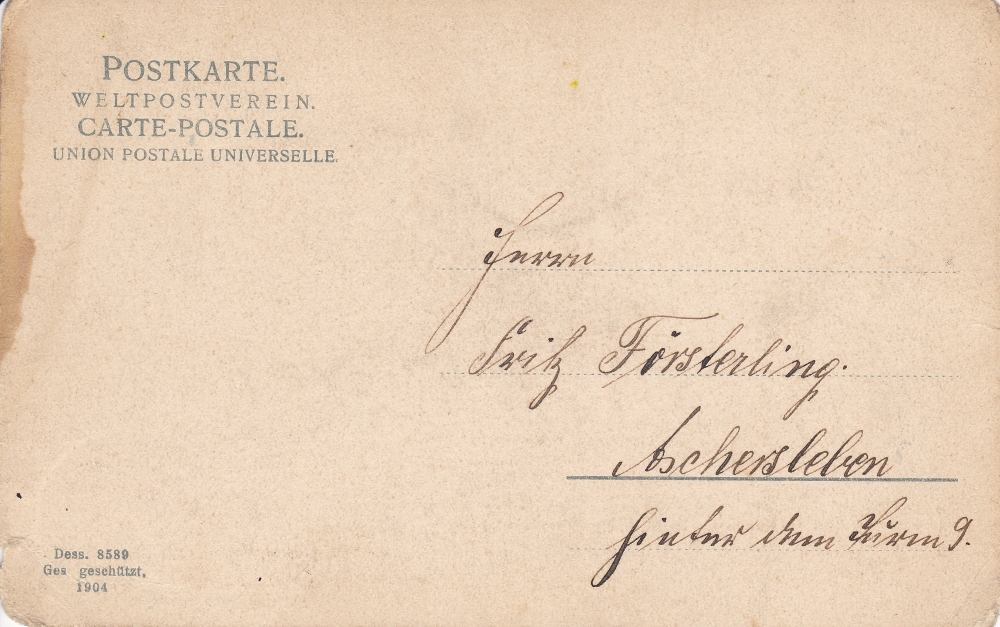 POSTKARTE.
WELTPOSTVEREIN.
CARTE-POSTALE.
UNION POSTALE UNIVERSELLE.
Herrn
Fritz Försterling.
Aschersleben
hinter dem Turm 9.
Dess. 8589
Ges geschützt.
1904